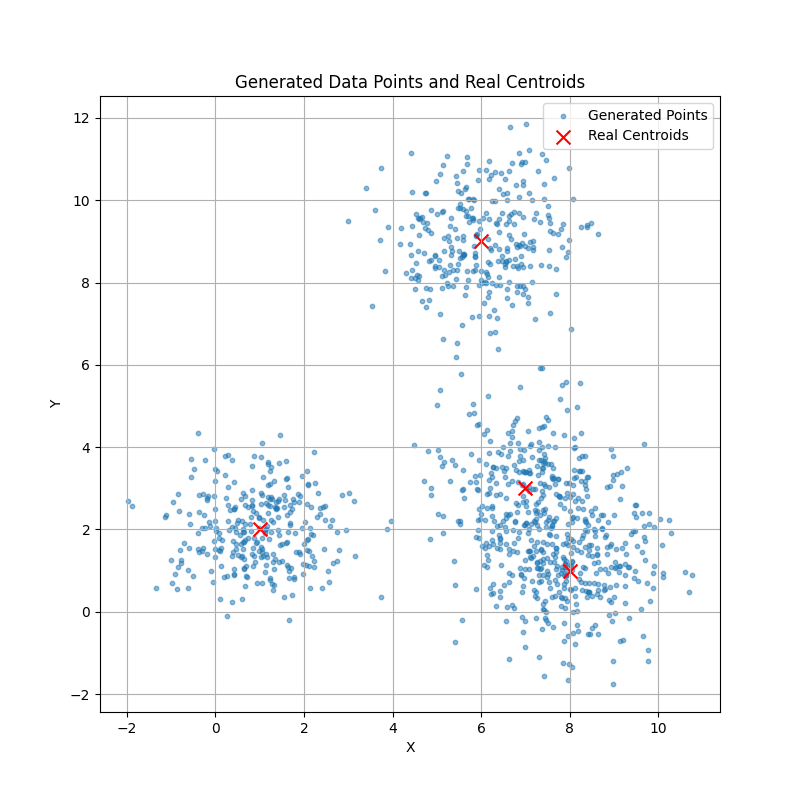 Generated Data Points and Real Centroids
Generated Points
Real Centroids
12
10
8
6
4
2
0
−2
Y
−2 0 2 4 6 8 10
X